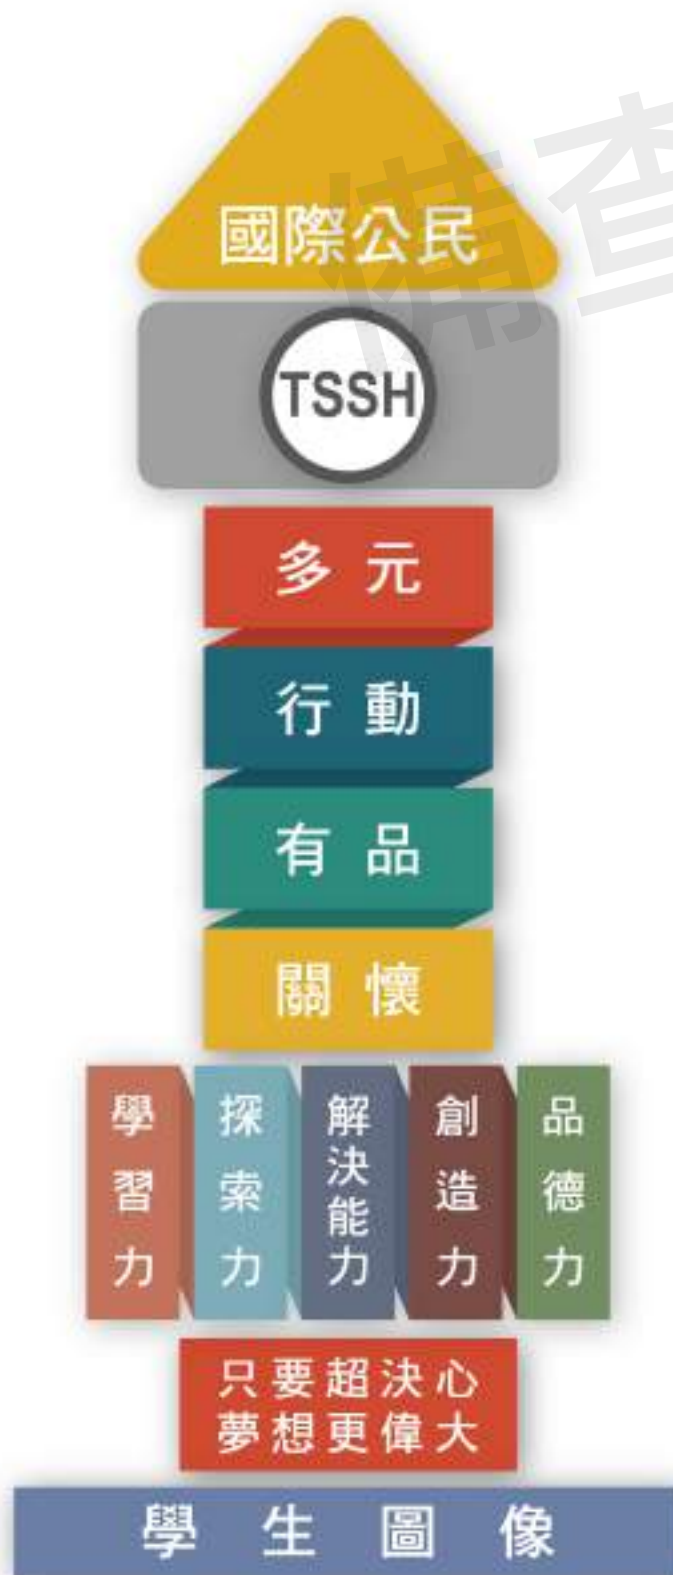 國際公民
備查
TSSH
多元
行動
有品
關懷
學習力
探索力
解決能力
創造力
品德力
只要超決心
夢想更偉大
學生圖像